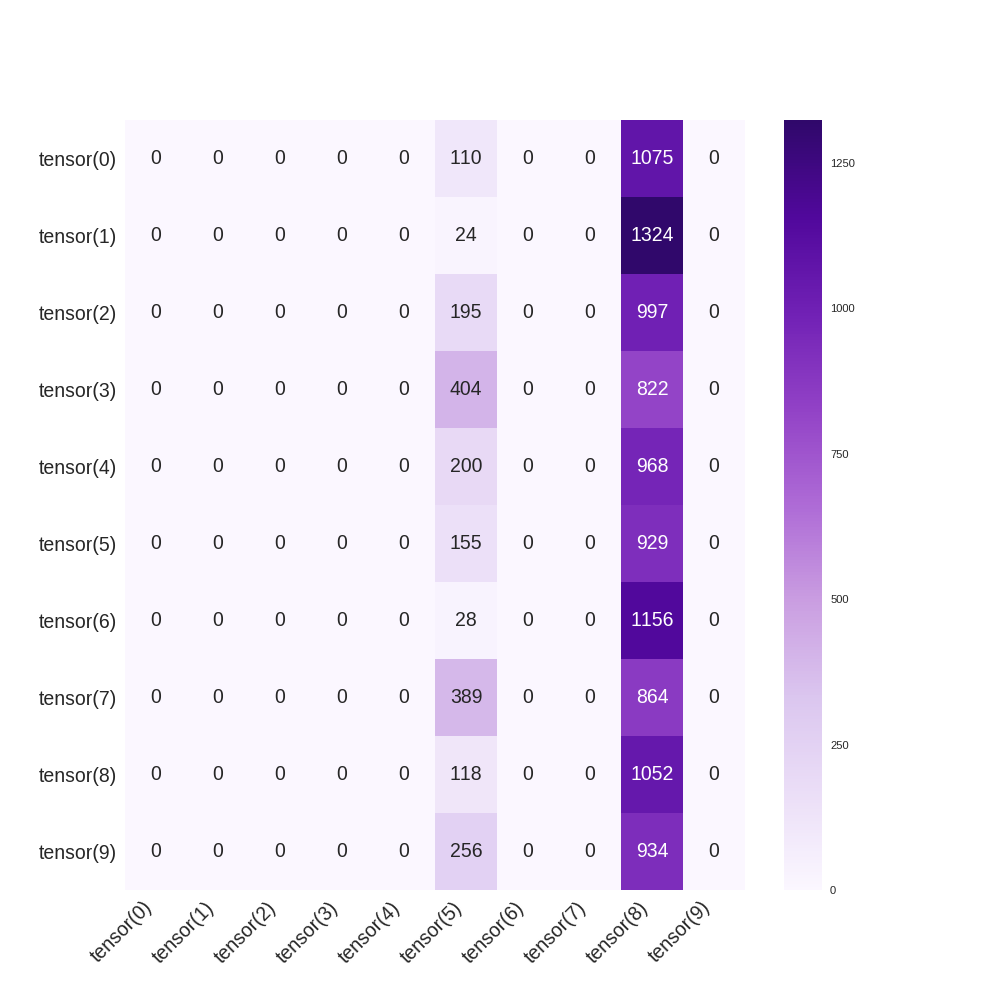 tensor(0) 0 0 0 0 0 110 0 0 1075 0
tensor(1) 0 0 0 0 0 24 0 0 1324 0
tensor(2) 0 0 0 0 0 195 0 0 997 0
tensor(3) 0 0 0 0 0 404 0 0 822 0
tensor(4) 0 0 0 0 0 200 0 0 968 0
tensor(5) 0 0 0 0 0 155 0 0 929 0
tensor(6) 0 0 0 0 0 28 0 0 1156 0
tensor(7) 0 0 0 0 0 389 0 0 864 0
tensor(8) 0 0 0 0 0 118 0 0 1052 0
tensor(9) 0 0 0 0 0 256 0 0 934 0
tensor(0) tensor(1) tensor(2) tensor(3) tensor(4) tensor(5) tensor(6) tensor(7) tensor(8) tensor(9)
1250
1000
750
500
250
0